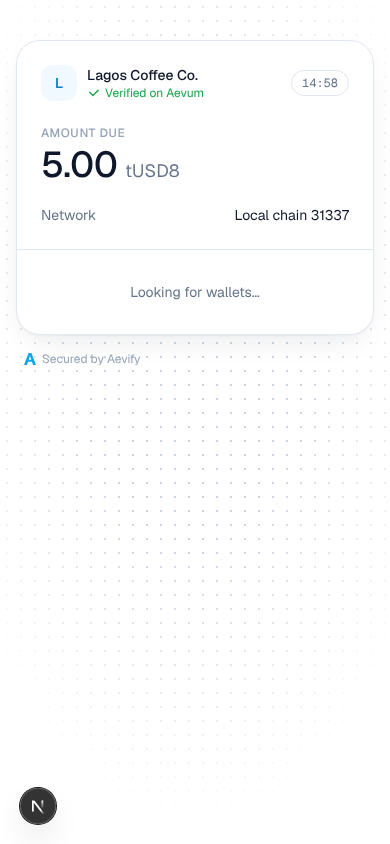 L
Lagos Coffee Co.
Verified on Aevum
14:58
AMOUNT DUE
5.00 tUSD8
Network Local chain 31337
Looking for wallets...
A Secured by Aevify
N